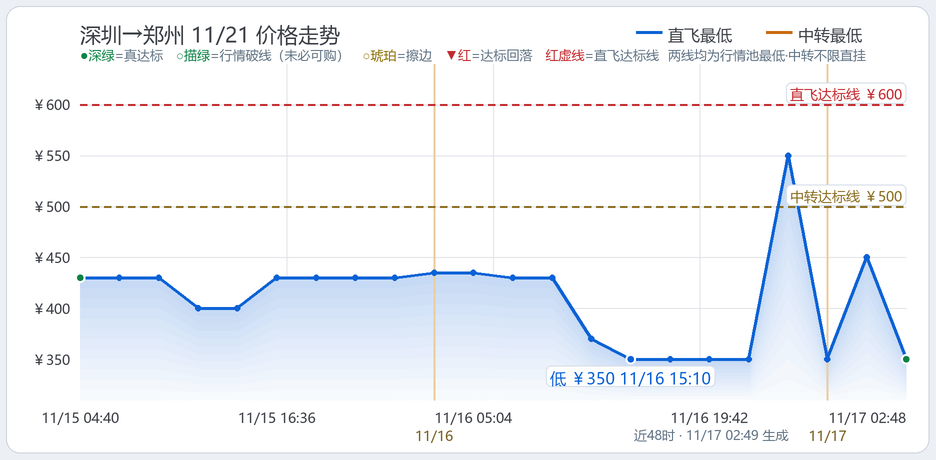 深圳→郑州 11/21 价格走势
直飞最低 中转最低
●深绿=真达标 ○描绿=行情破线（未必可购） ○琥珀=擦边 ▼红=达标回落 红虚线=直飞达标线 两线均为行情池最低·中转不限直挂
¥600
直飞达标线 ¥600
¥550
¥500
中转达标线 ¥500
¥450
¥400
¥350
低 ¥350 11/16 15:10
11/15 04:40 11/15 16:36 11/16 05:04 11/16 19:42 11/17 02:48
11/16 近48时 · 11/17 02:49 生成 11/17